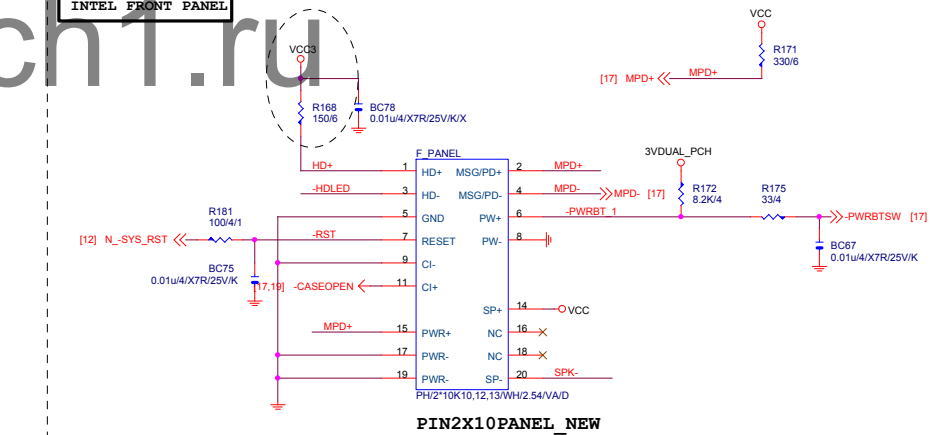 INTEL FRONT PANEL
ch1.ru
VCC3
R168
150/6
BC78
0.01u/4/X7R/25V/K/X
VCC
R171
330/6
[17] MPD+ MPD+
3VDUAL_PCH
R172
8.2K/4
R175
33/4
-PWRBTSW [17]
BC67
0.01u/4/X7R/25V/K
F_PANEL
HD+ 1 HD+ MSG/PD+ 2 MPD+
-HDLED 3 HD- MSG/PD- 4 MPD- MPD- [17]
5 GND PW+ 6 -PWRBT_1
R181
100/4/1
[12] N_-SYS_RST -RST 7 RESET PW- 8
9 CI-
BC75
0.01u/4/X7R/25V/K
[17,19] -CASEOPEN 11 CI+
SP+ 14 VCC
MPD+ 15 PWR+ NC 16
17 PWR- NC 18
19 PWR- SP- 20 SPK-
PH/2*10K10,12,13/WH/2.54/VA/D
PIN2X10PANEL_NEW